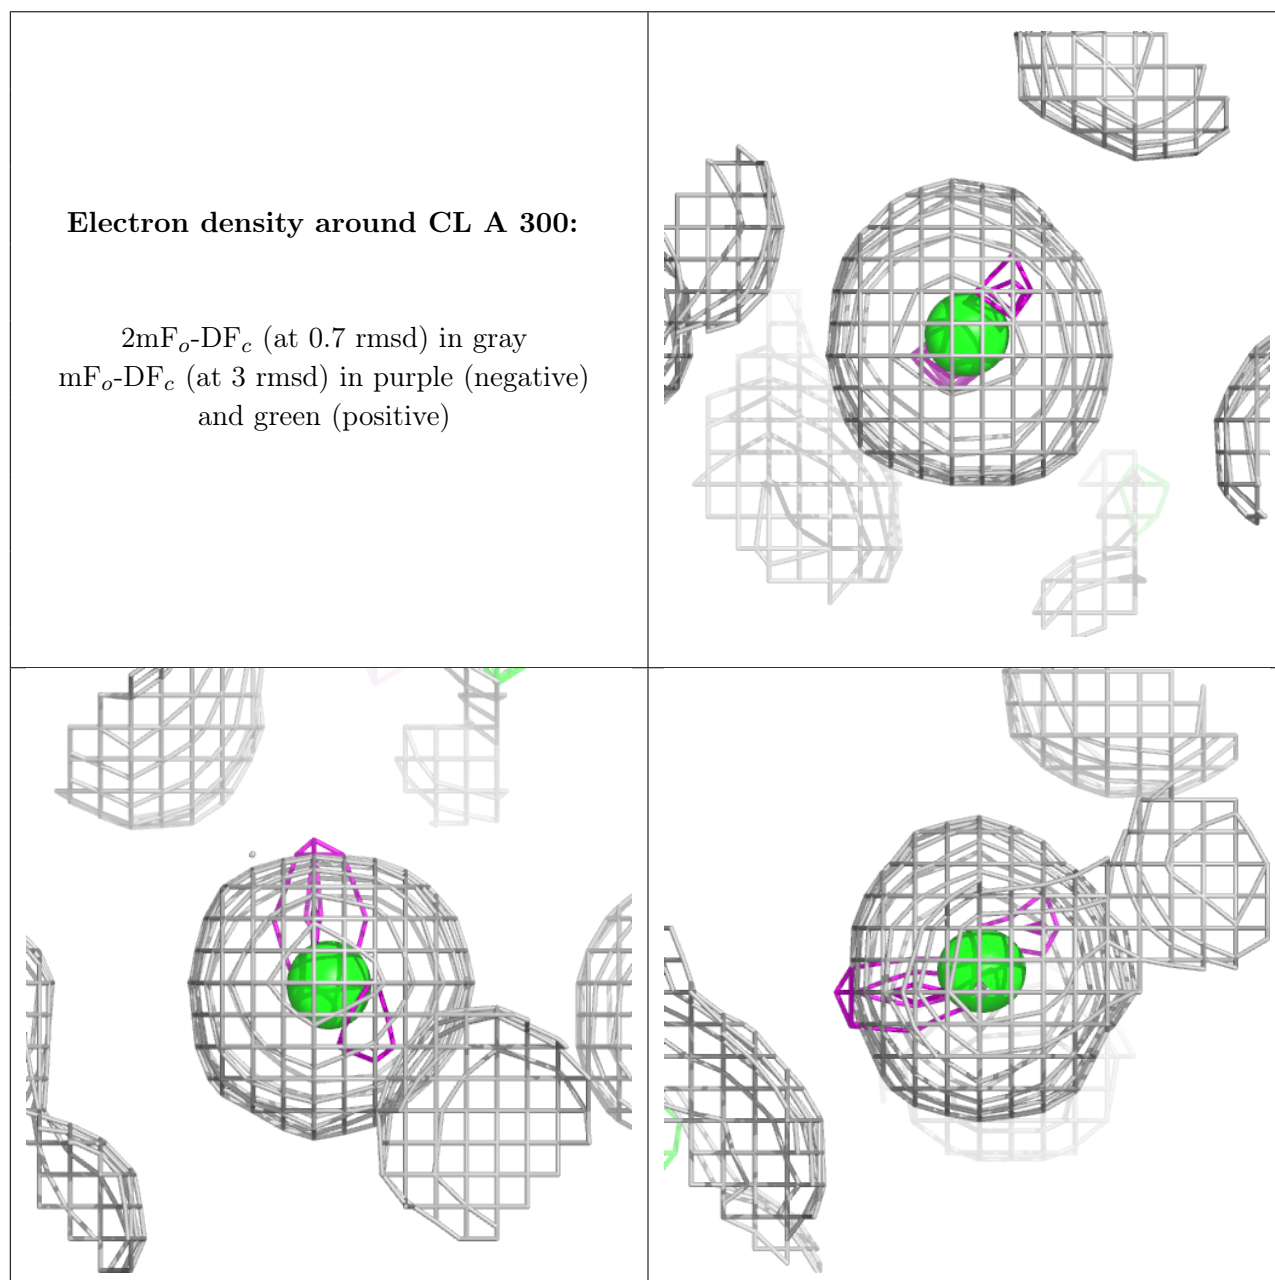 Electron density around CL A 300:
2mFo-DFc (at 0.7 rmsd) in gray
mFo-DFc (at 3 rmsd) in purple (negative)
and green (positive)